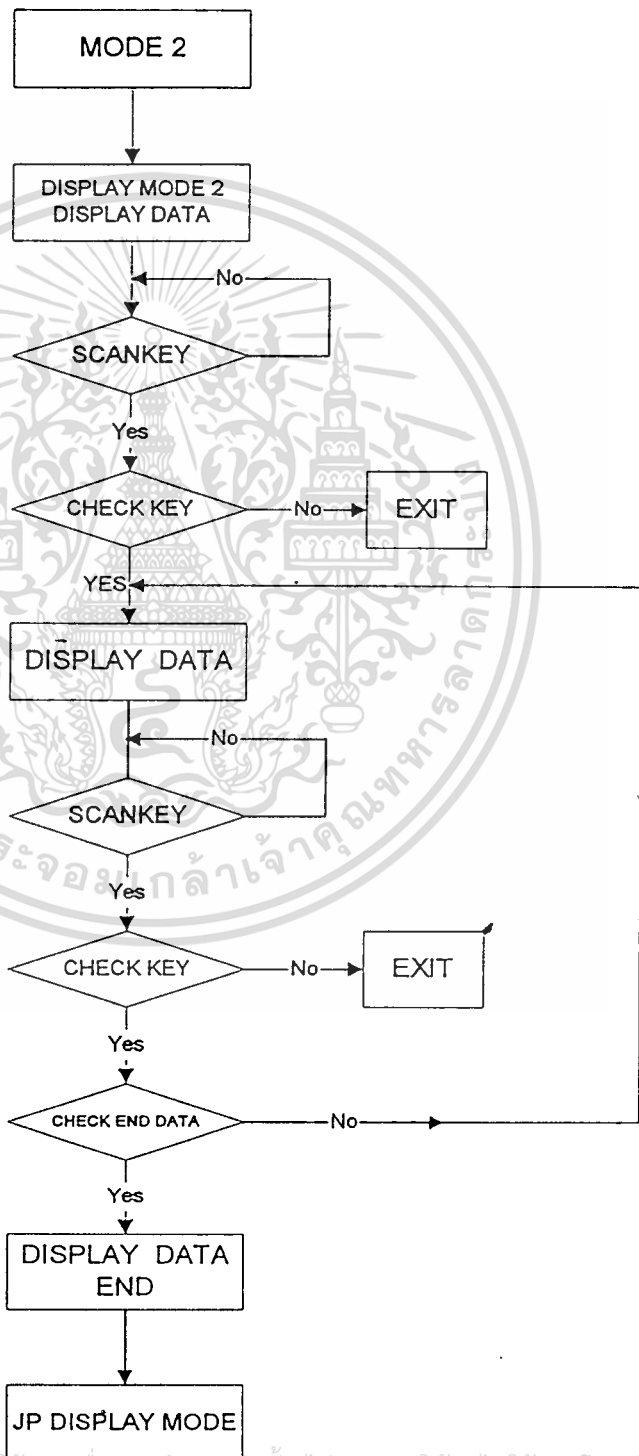 MODE 2
DISPLAY MODE 2
DISPLAY DATA
No
SCANKEY
Yes
CHECK KEY
No
EXIT
YES
DISPLAY DATA
No
SCANKEY
Yes
CHECK KEY
No
EXIT
Yes
CHECK END DATA
No
Yes
DISPLAY DATA
END
JP DISPLAY MODE